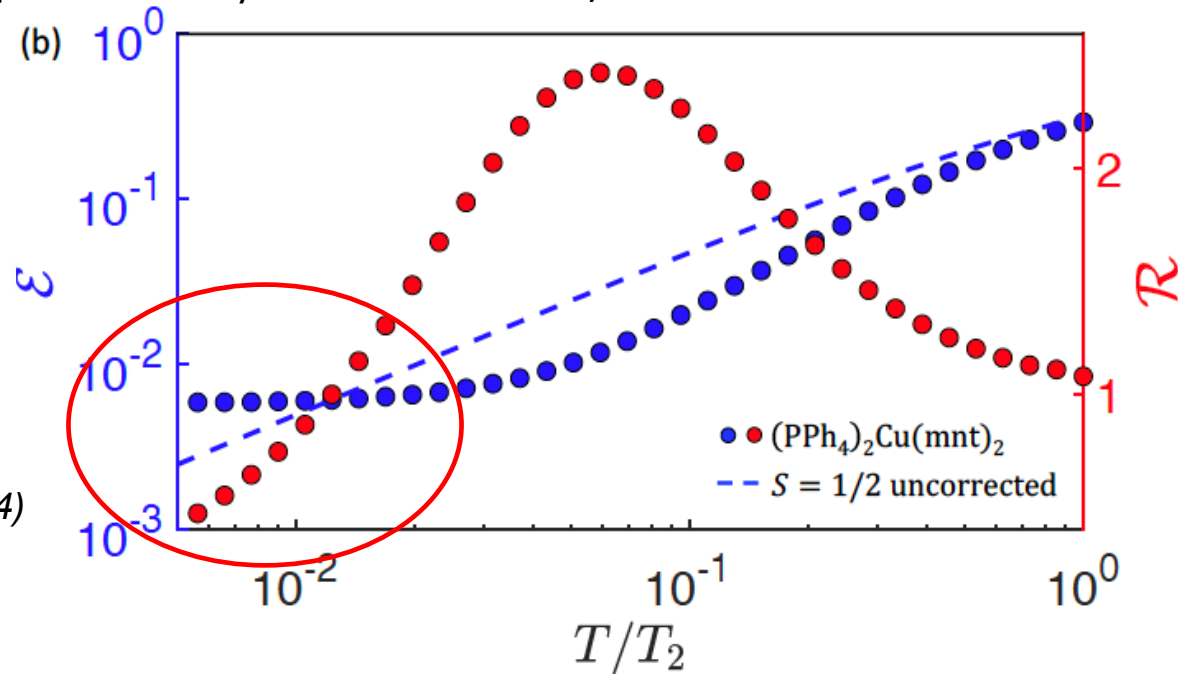 (b)
10^0
10^-1
10^-2
10^-3
ℰ
2
1
ℛ
(PPh₄)₂Cu(mnt)₂
S = 1/2 uncorrected
4)
10^-2
10^-1
10^0
T/T₂